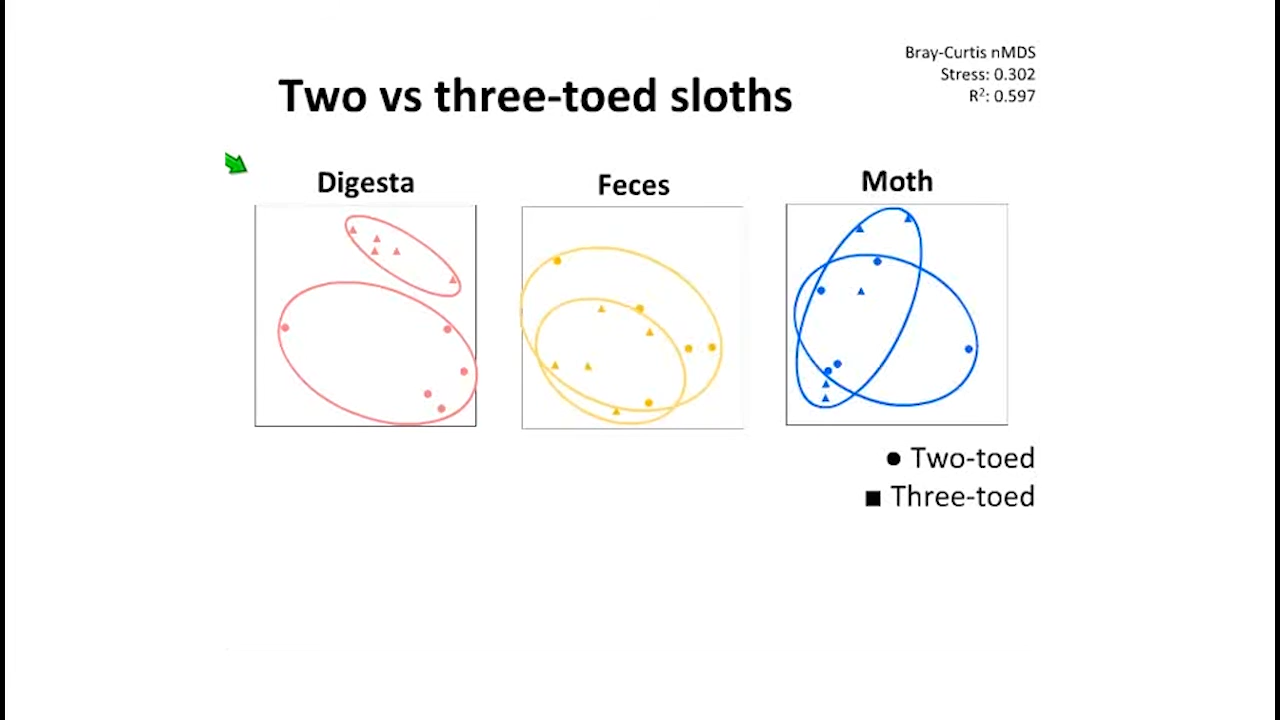 Bray-Curtis nMDS
Stress: 0.302
R²: 0.597
Two vs three-toed sloths
Digesta
Feces
Moth
Two-toed
Three-toed